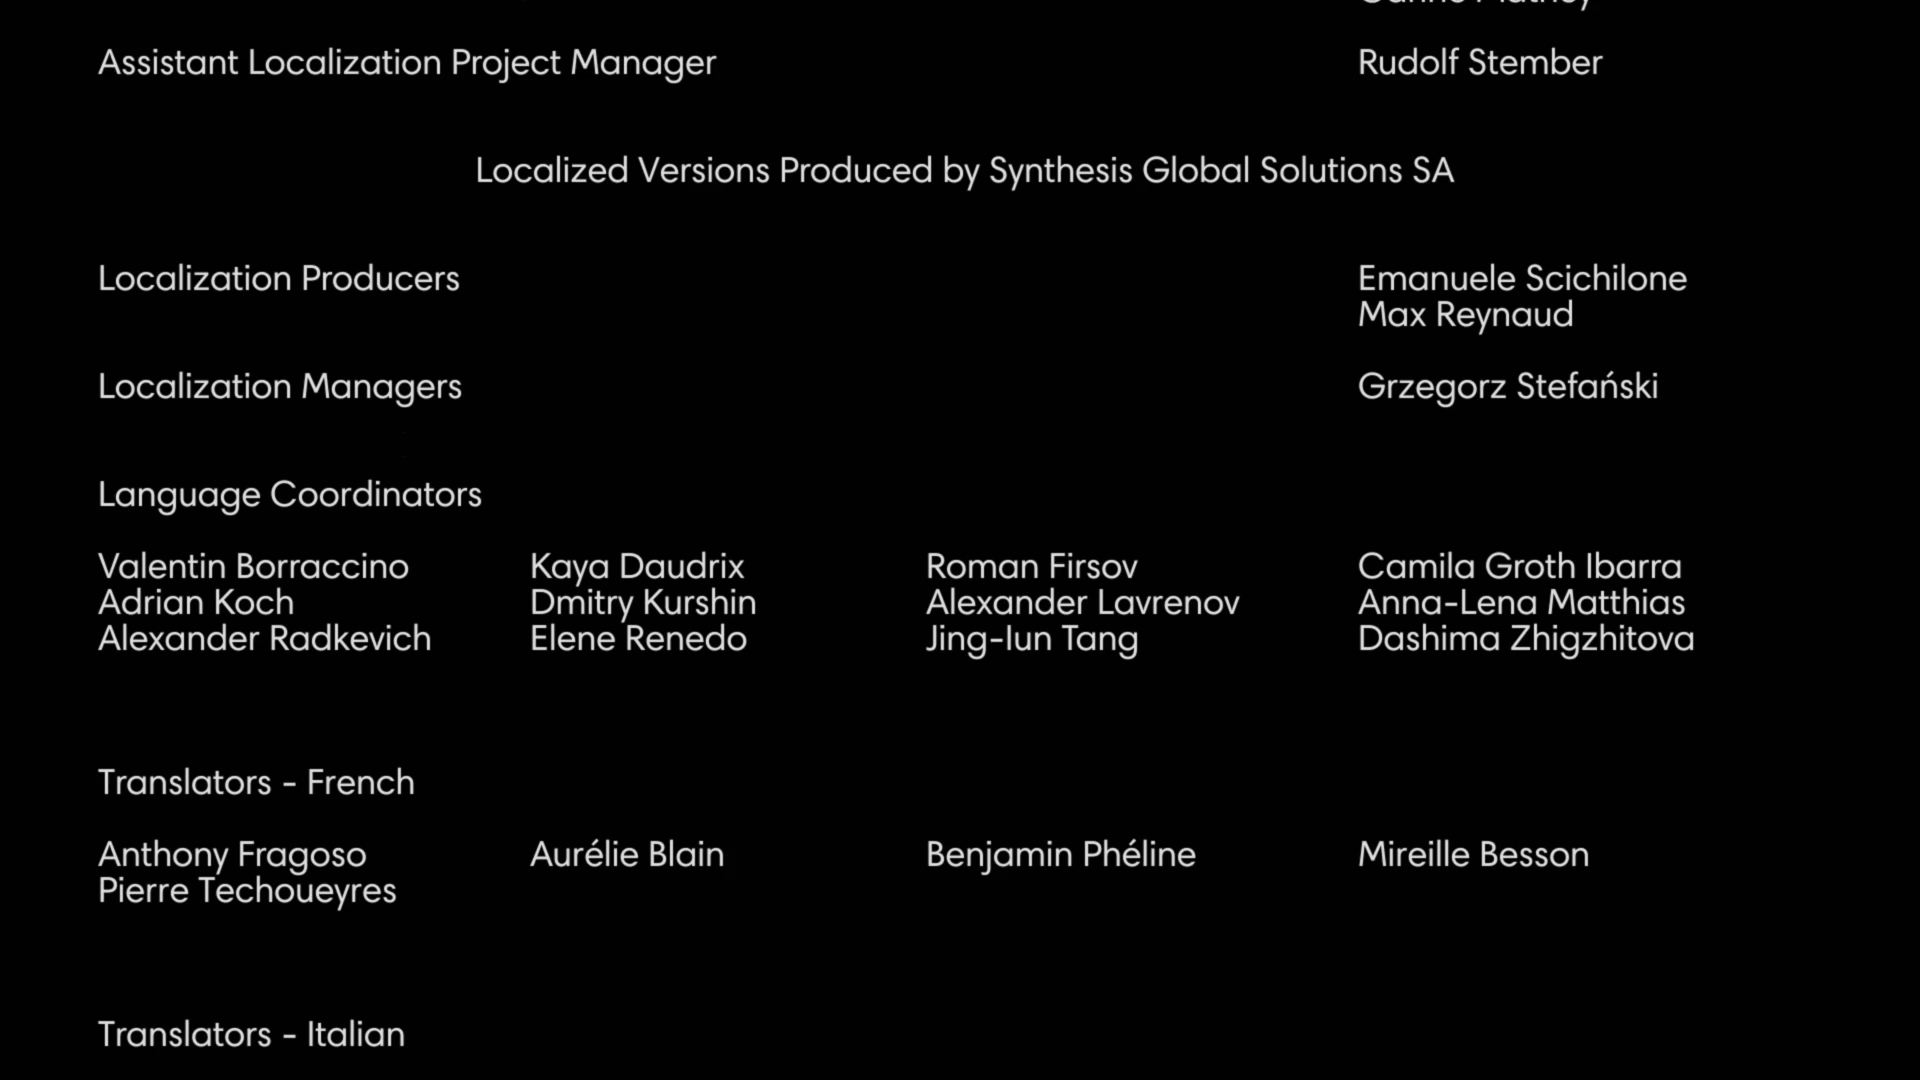 Assistant Localization Project Manager Rudolf Stember
Localized Versions Produced by Synthesis Global Solutions SA
Localization Producers Emanuele Scichilone
Max Reynaud
Localization Managers Grzegorz Stefański
Language Coordinators
Valentin Borraccino Kaya Daudrix Roman Firsov Camila Groth Ibarra
Adrian Koch Dmitry Kurshin Alexander Lavrenov Anna-Lena Matthias
Alexander Radkevich Elene Renedo Jing-Iun Tang Dashima Zhigzhitova
Translators - French
Anthony Fragoso Aurélie Blain Benjamin Phéline Mireille Besson
Pierre Techoueyres
Translators - Italian